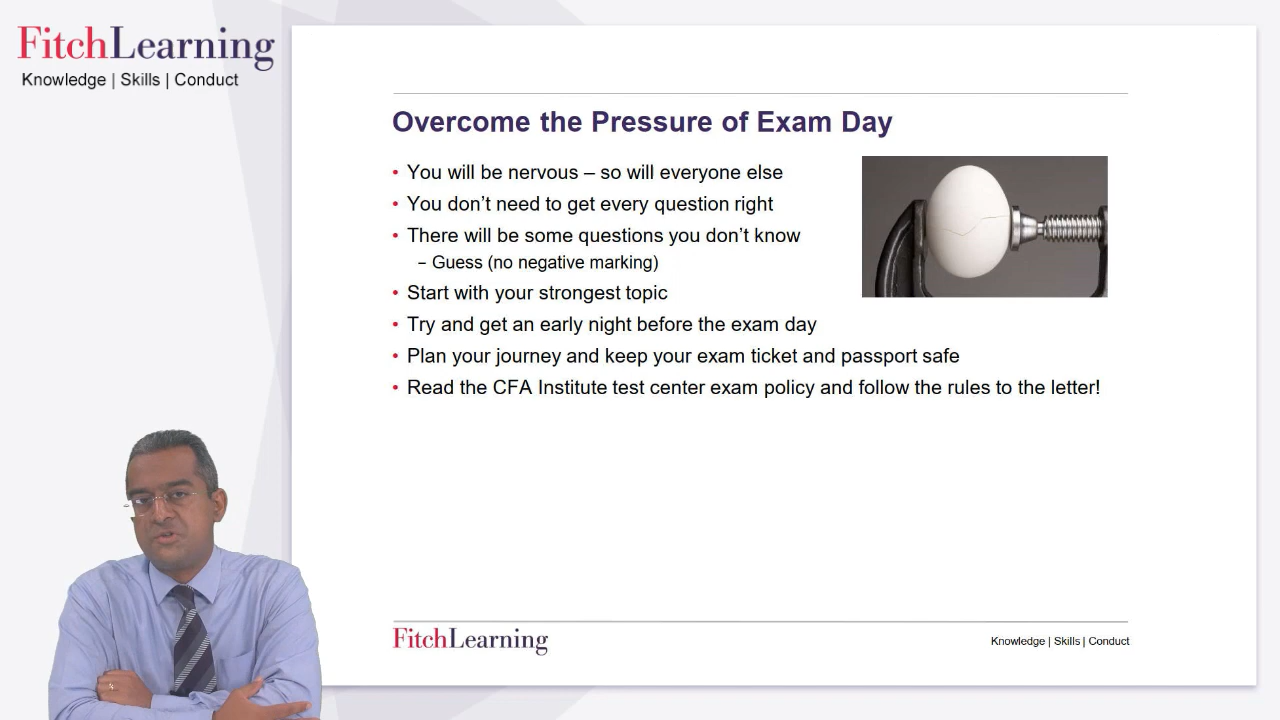 FitchLearning
Knowledge | Skills | Conduct
Overcome the Pressure of Exam Day
• You will be nervous – so will everyone else
• You don’t need to get every question right
• There will be some questions you don’t know
– Guess (no negative marking)
• Start with your strongest topic
• Try and get an early night before the exam day
• Plan your journey and keep your exam ticket and passport safe
• Read the CFA Institute test center exam policy and follow the rules to the letter!
FitchLearning
Knowledge | Skills | Conduct